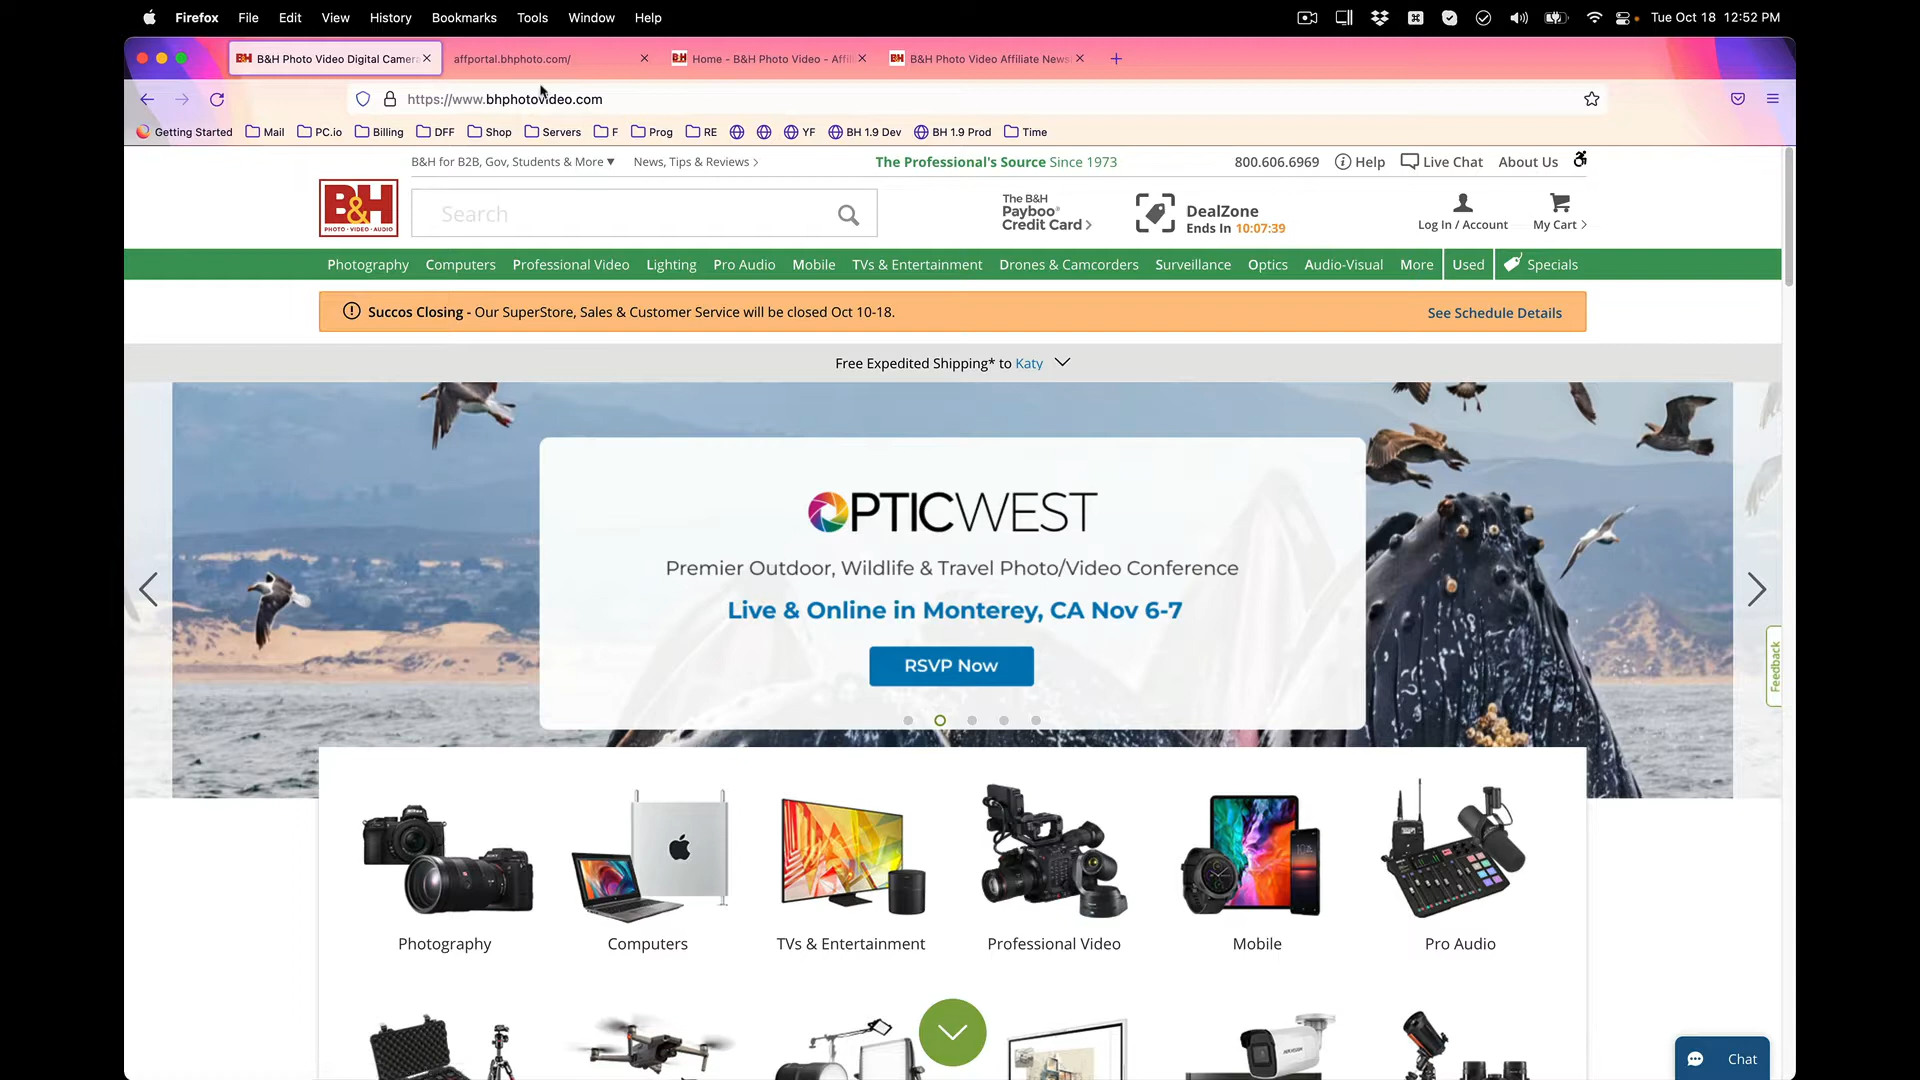 Firefox File Edit View History Bookmarks Tools Window Help Tue Oct 18 12:52 PM
B&H Photo Video Digital Camera affportal.bhphoto.com/ Home - B&H Photo Video - Affil B&H Photo Video Affiliate News
https://www.bhphotovideo.com
Getting Started Mail PC.io Billing DFF Shop Servers F Prog RE YF BH 1.9 Dev BH 1.9 Prod Time
B&H for B2B, Gov, Students & More News, Tips & Reviews The Professional's Source Since 1973 800.606.6969 Help Live Chat About Us
B&H
PHOTO · VIDEO · AUDIO
Search
The B&H
Payboo®
Credit Card
DealZone
Ends In 10:07:39
Log In / Account
My Cart
Photography Computers Professional Video Lighting Pro Audio Mobile TVs & Entertainment Drones & Camcorders Surveillance Optics Audio-Visual More Used Specials
Succos Closing - Our SuperStore, Sales & Customer Service will be closed Oct 10-18. See Schedule Details
Free Expedited Shipping* to Katy
OPTICWEST
Premier Outdoor, Wildlife & Travel Photo/Video Conference
Live & Online in Monterey, CA Nov 6-7
RSVP Now
Feedback
Photography Computers TVs & Entertainment Professional Video Mobile Pro Audio
Chat